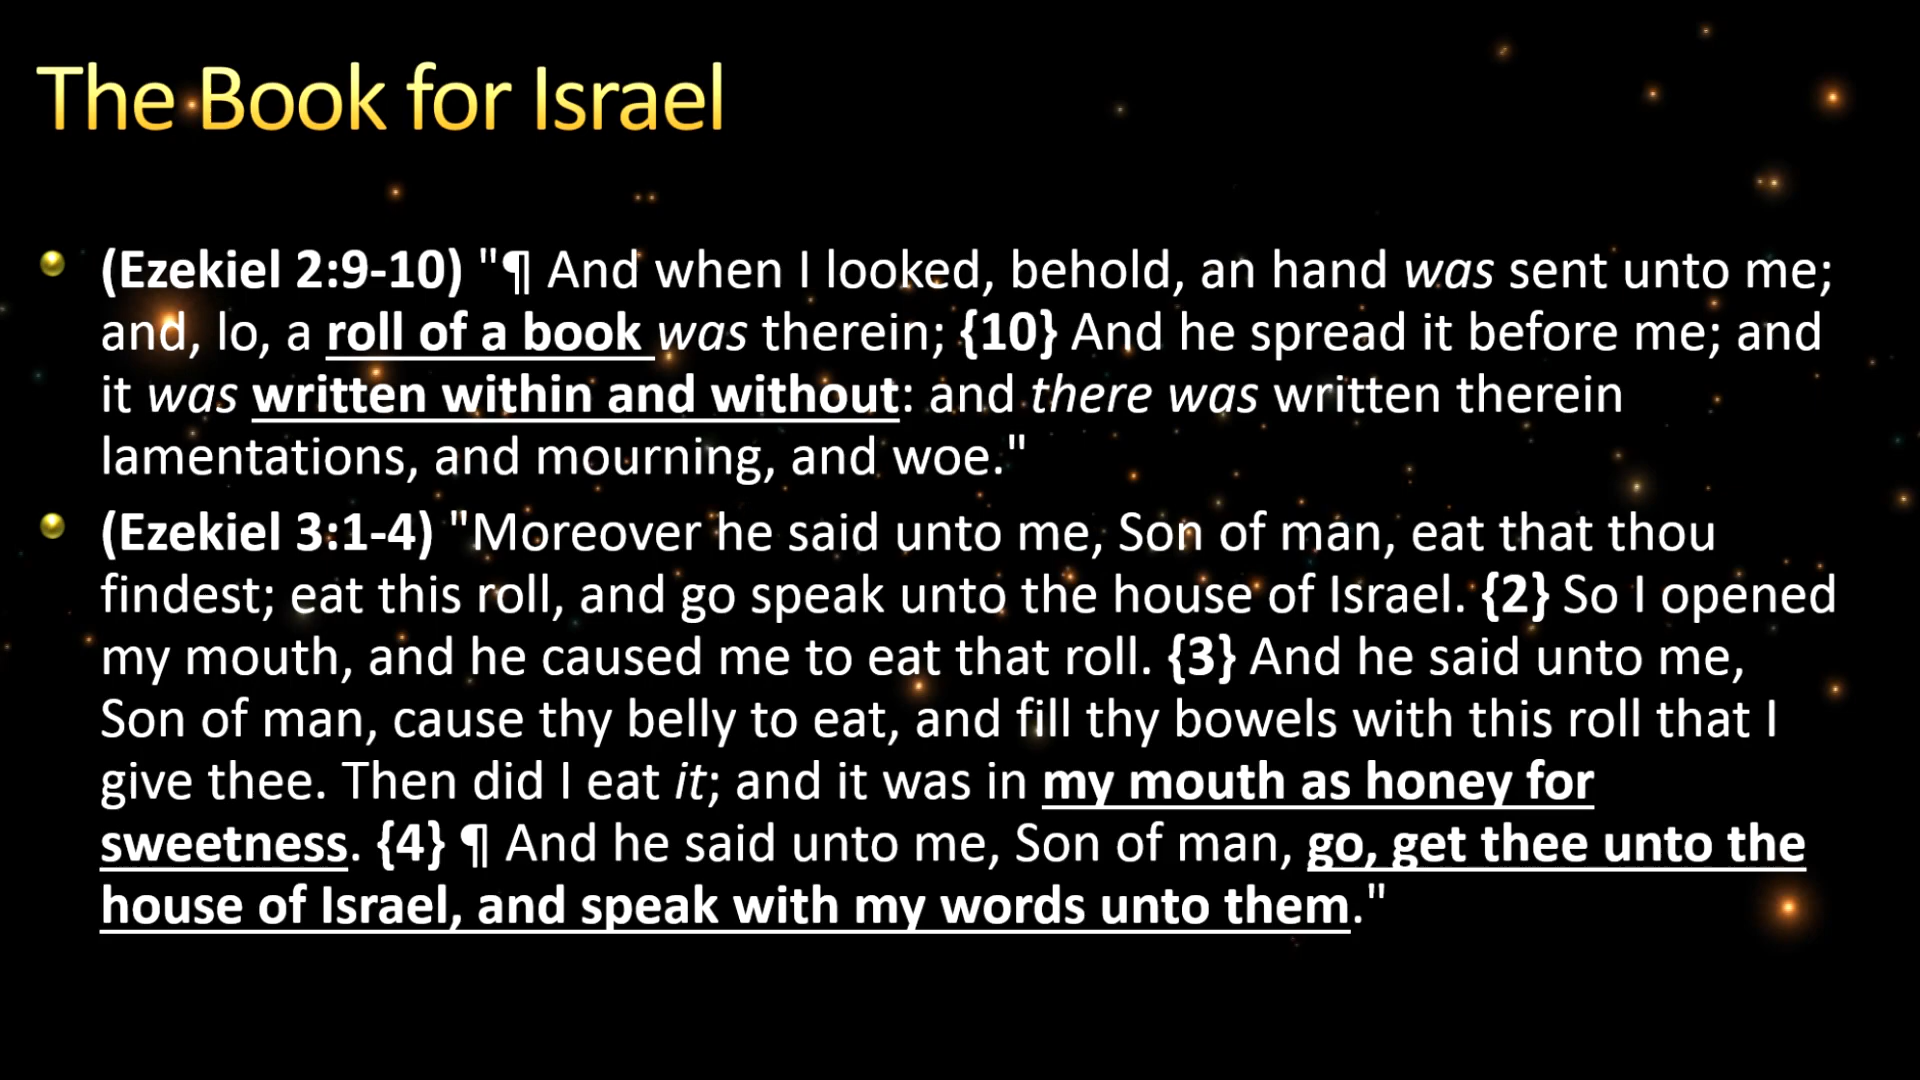 The Book for Israel
(Ezekiel 2:9-10) "¶ And when I looked, behold, an hand was sent unto me;
and, lo, a roll of a book was therein; {10} And he spread it before me; and
it was written within and without: and there was written therein
lamentations, and mourning, and woe."
(Ezekiel 3:1-4) "Moreover he said unto me, Son of man, eat that thou
findest; eat this roll, and go speak unto the house of Israel. {2} So I opened
my mouth, and he caused me to eat that roll. {3} And he said unto me,
Son of man, cause thy belly to eat, and fill thy bowels with this roll that I
give thee. Then did I eat it; and it was in my mouth as honey for
sweetness. {4} ¶ And he said unto me, Son of man, go, get thee unto the
house of Israel, and speak with my words unto them."